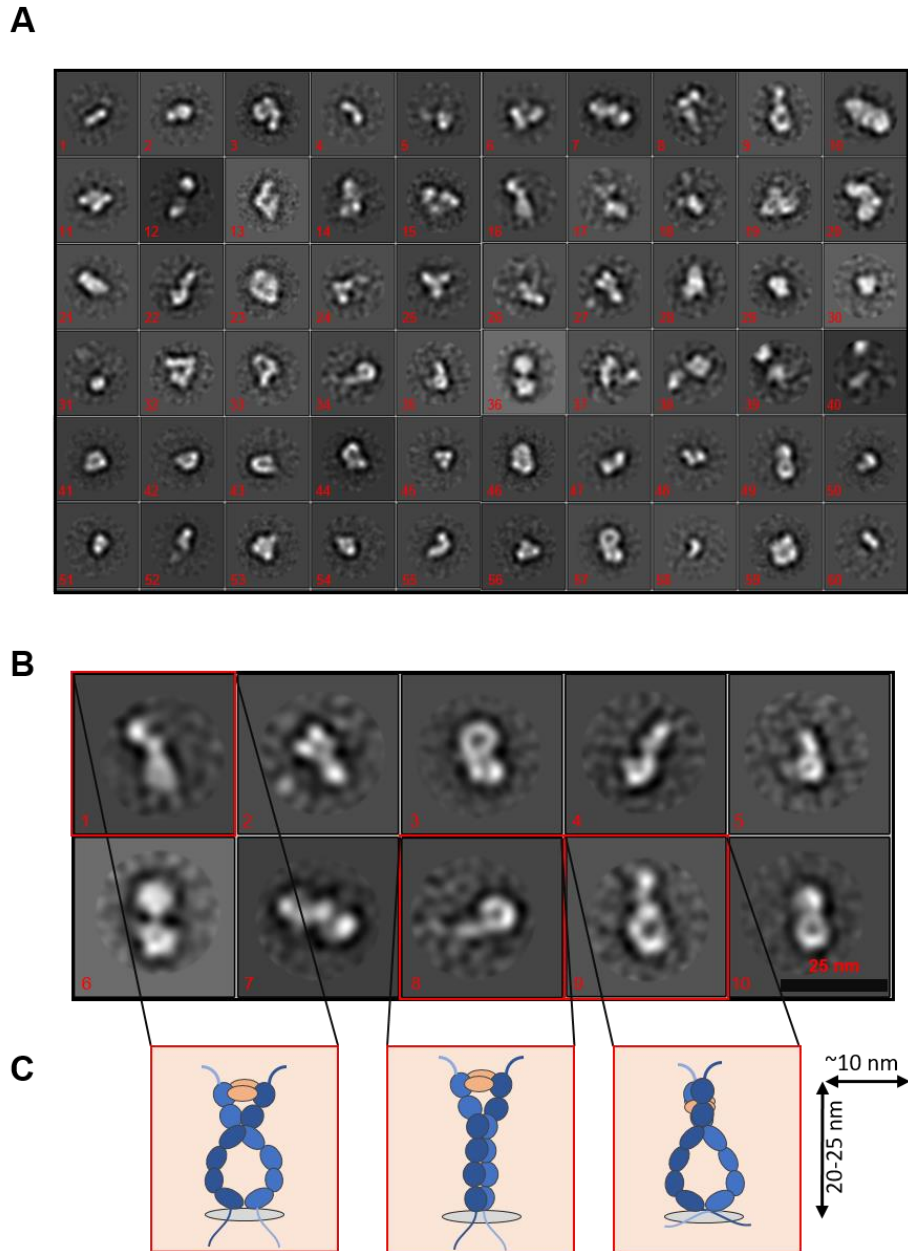 A
1 2 3 4 5 6 7 8 9 10
11 12 13 14 15 16 17 18 19 20
21 22 23 24 25 26 27 28 29 30
31 32 33 34 35 36 37 38 39 40
41 42 43 44 45 46 47 48 49 50
51 52 53 54 55 56 57 58 59 60
B
1 2 3 4 5
25 nm
6 7 8 9 10
C
~10 nm
20-25 nm